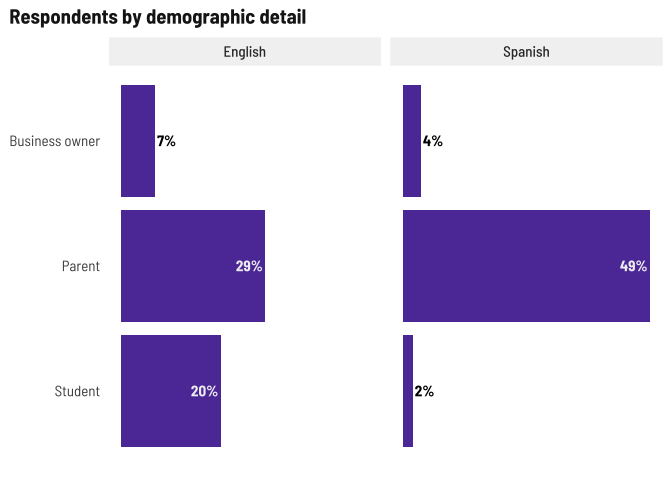 Respondents by demographic detail
English Spanish
Business owner 7% 4%
Parent 29% 49%
Student 20% 2%